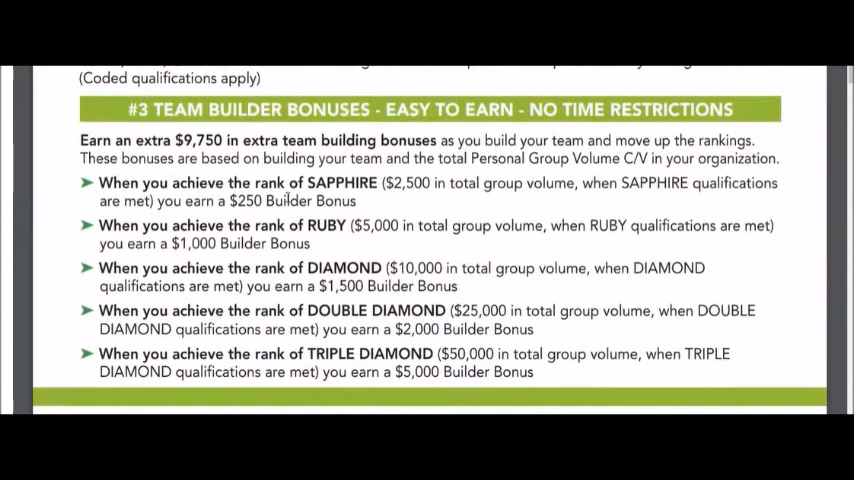 (Coded qualifications apply)
#3 TEAM BUILDER BONUSES - EASY TO EARN - NO TIME RESTRICTIONS
Earn an extra $9,750 in extra team building bonuses as you build your team and move up the rankings.
These bonuses are based on building your team and the total Personal Group Volume C/V in your organization.
➤ When you achieve the rank of SAPPHIRE ($2,500 in total group volume, when SAPPHIRE qualifications
are met) you earn a $250 Builder Bonus
➤ When you achieve the rank of RUBY ($5,000 in total group volume, when RUBY qualifications are met)
you earn a $1,000 Builder Bonus
➤ When you achieve the rank of DIAMOND ($10,000 in total group volume, when DIAMOND
qualifications are met) you earn a $1,500 Builder Bonus
➤ When you achieve the rank of DOUBLE DIAMOND ($25,000 in total group volume, when DOUBLE
DIAMOND qualifications are met) you earn a $2,000 Builder Bonus
➤ When you achieve the rank of TRIPLE DIAMOND ($50,000 in total group volume, when TRIPLE
DIAMOND qualifications are met) you earn a $5,000 Builder Bonus